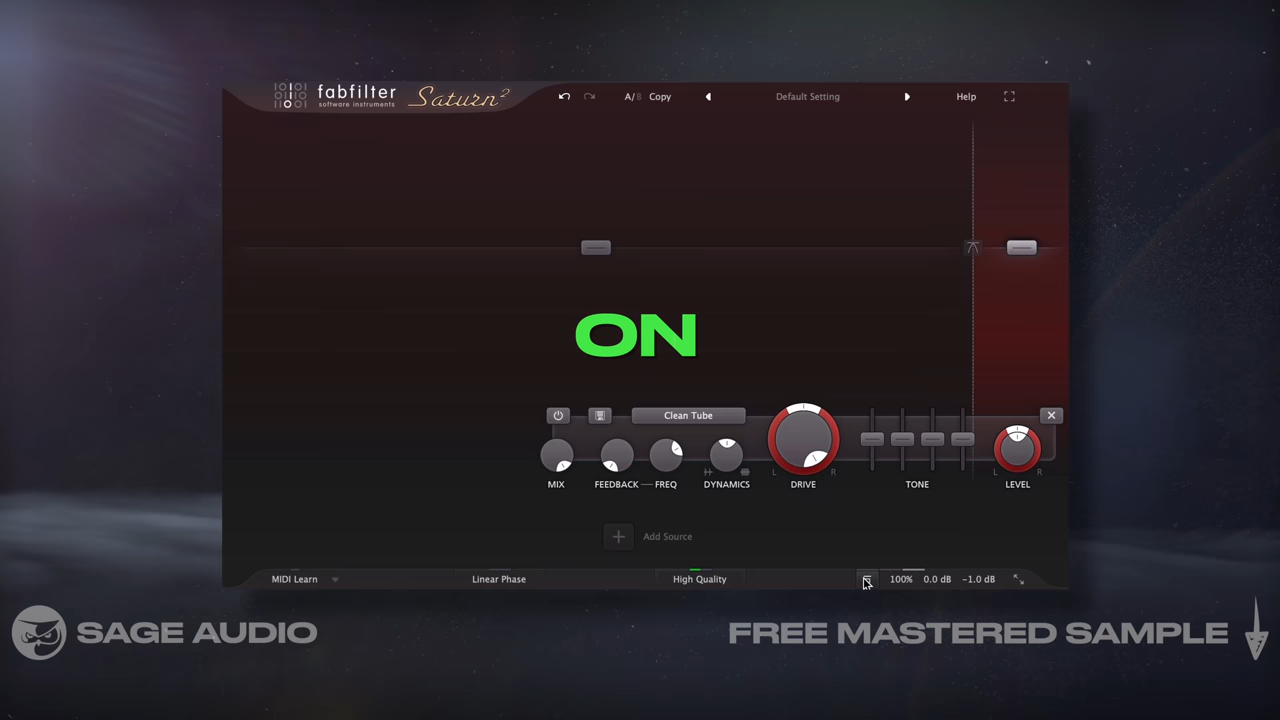 fabfilter
software instruments
Saturn 2
A/B Copy
Default Setting
Help
ON
Clean Tube
L R
L R
MIX FEEDBACK FREQ DYNAMICS DRIVE TONE LEVEL
+ Add Source
MIDI Learn Linear Phase High Quality 100% 0.0 dB -1.0 dB
SAGE AUDIO FREE MASTERED SAMPLE